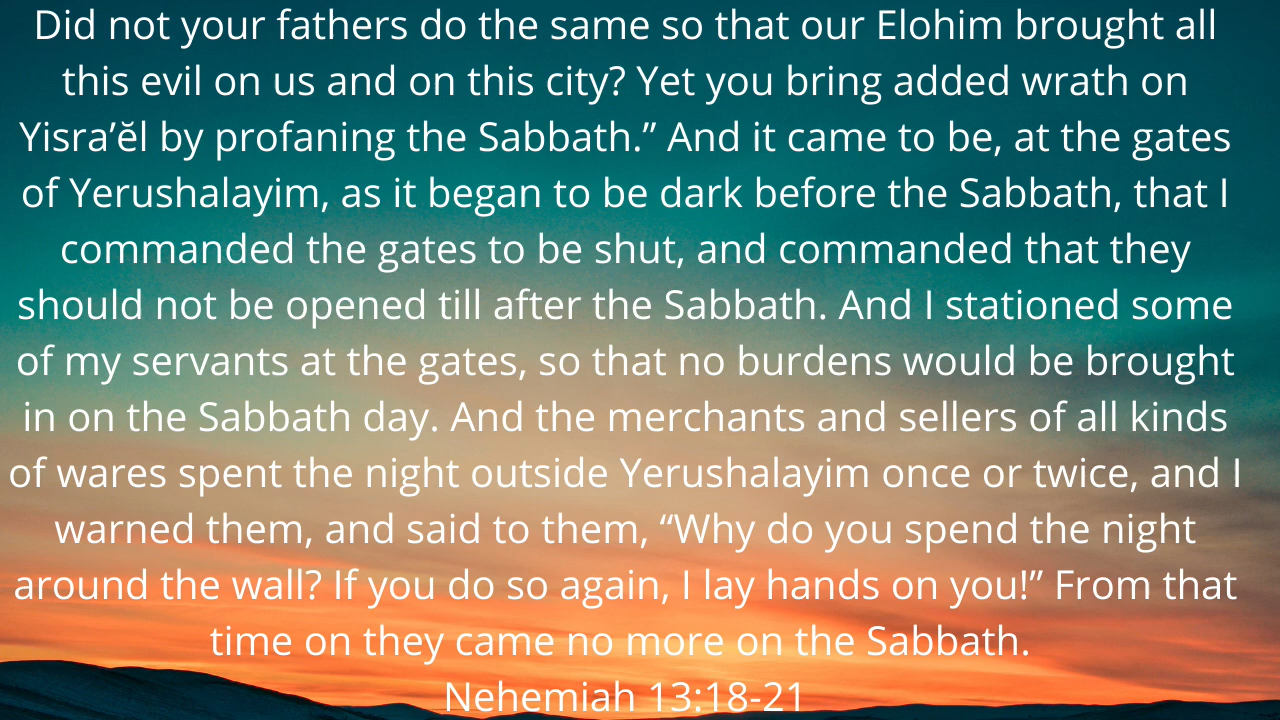 Did not your fathers do the same so that our Elohim brought all
this evil on us and on this city? Yet you bring added wrath on
Yisra’ĕl by profaning the Sabbath.” And it came to be, at the gates
of Yerushalayim, as it began to be dark before the Sabbath, that I
commanded the gates to be shut, and commanded that they
should not be opened till after the Sabbath. And I stationed some
of my servants at the gates, so that no burdens would be brought
in on the Sabbath day. And the merchants and sellers of all kinds
of wares spent the night outside Yerushalayim once or twice, and I
warned them, and said to them, “Why do you spend the night
around the wall? If you do so again, I lay hands on you!” From that
time on they came no more on the Sabbath.
Nehemiah 13:18-21